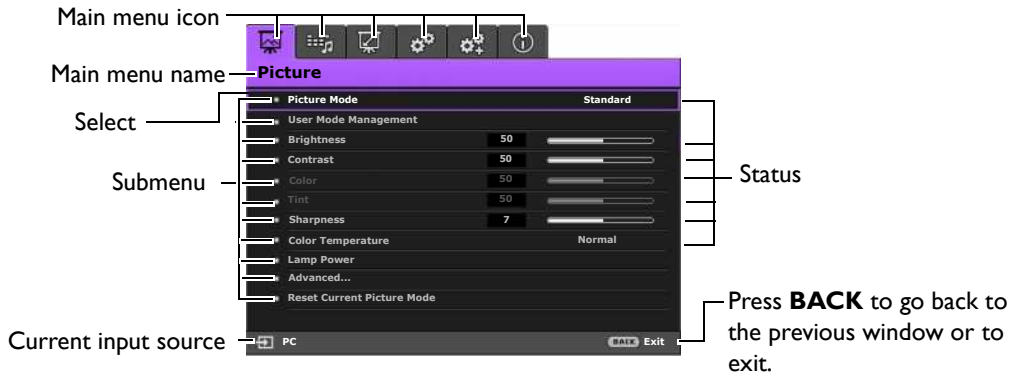 Main menu icon
Main menu name
Picture
Select
Picture Mode Standard
User Mode Management
Brightness 50
Contrast 50
Submenu
Color 50
Status
Tint 50
Sharpness 7
Color Temperature Normal
Lamp Power
Advanced...
Reset Current Picture Mode
Current input source
PC
BACK Exit
Press BACK to go back to
the previous window or to
exit.